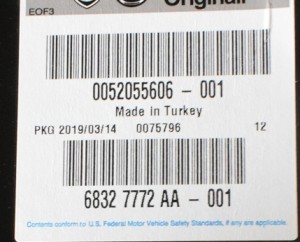 Original
EOF3
0052055606 - 001
Made in Turkey
PKG 2019/03/14 0075796 12
6832 7772 AA - 001
Contents conform to U.S. Federal Motor Vehicle Safety Standards, if any are applicable